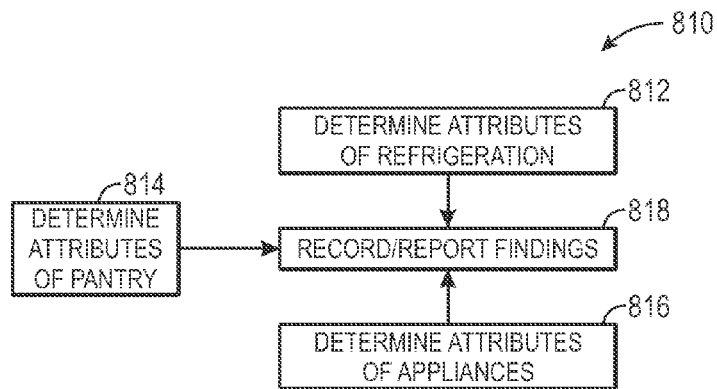 810
812
DETERMINE ATTRIBUTES
OF REFRIGERATION
814
DETERMINE
ATTRIBUTES
OF PANTRY
818
RECORD/REPORT FINDINGS
816
DETERMINE ATTRIBUTES
OF APPLIANCES